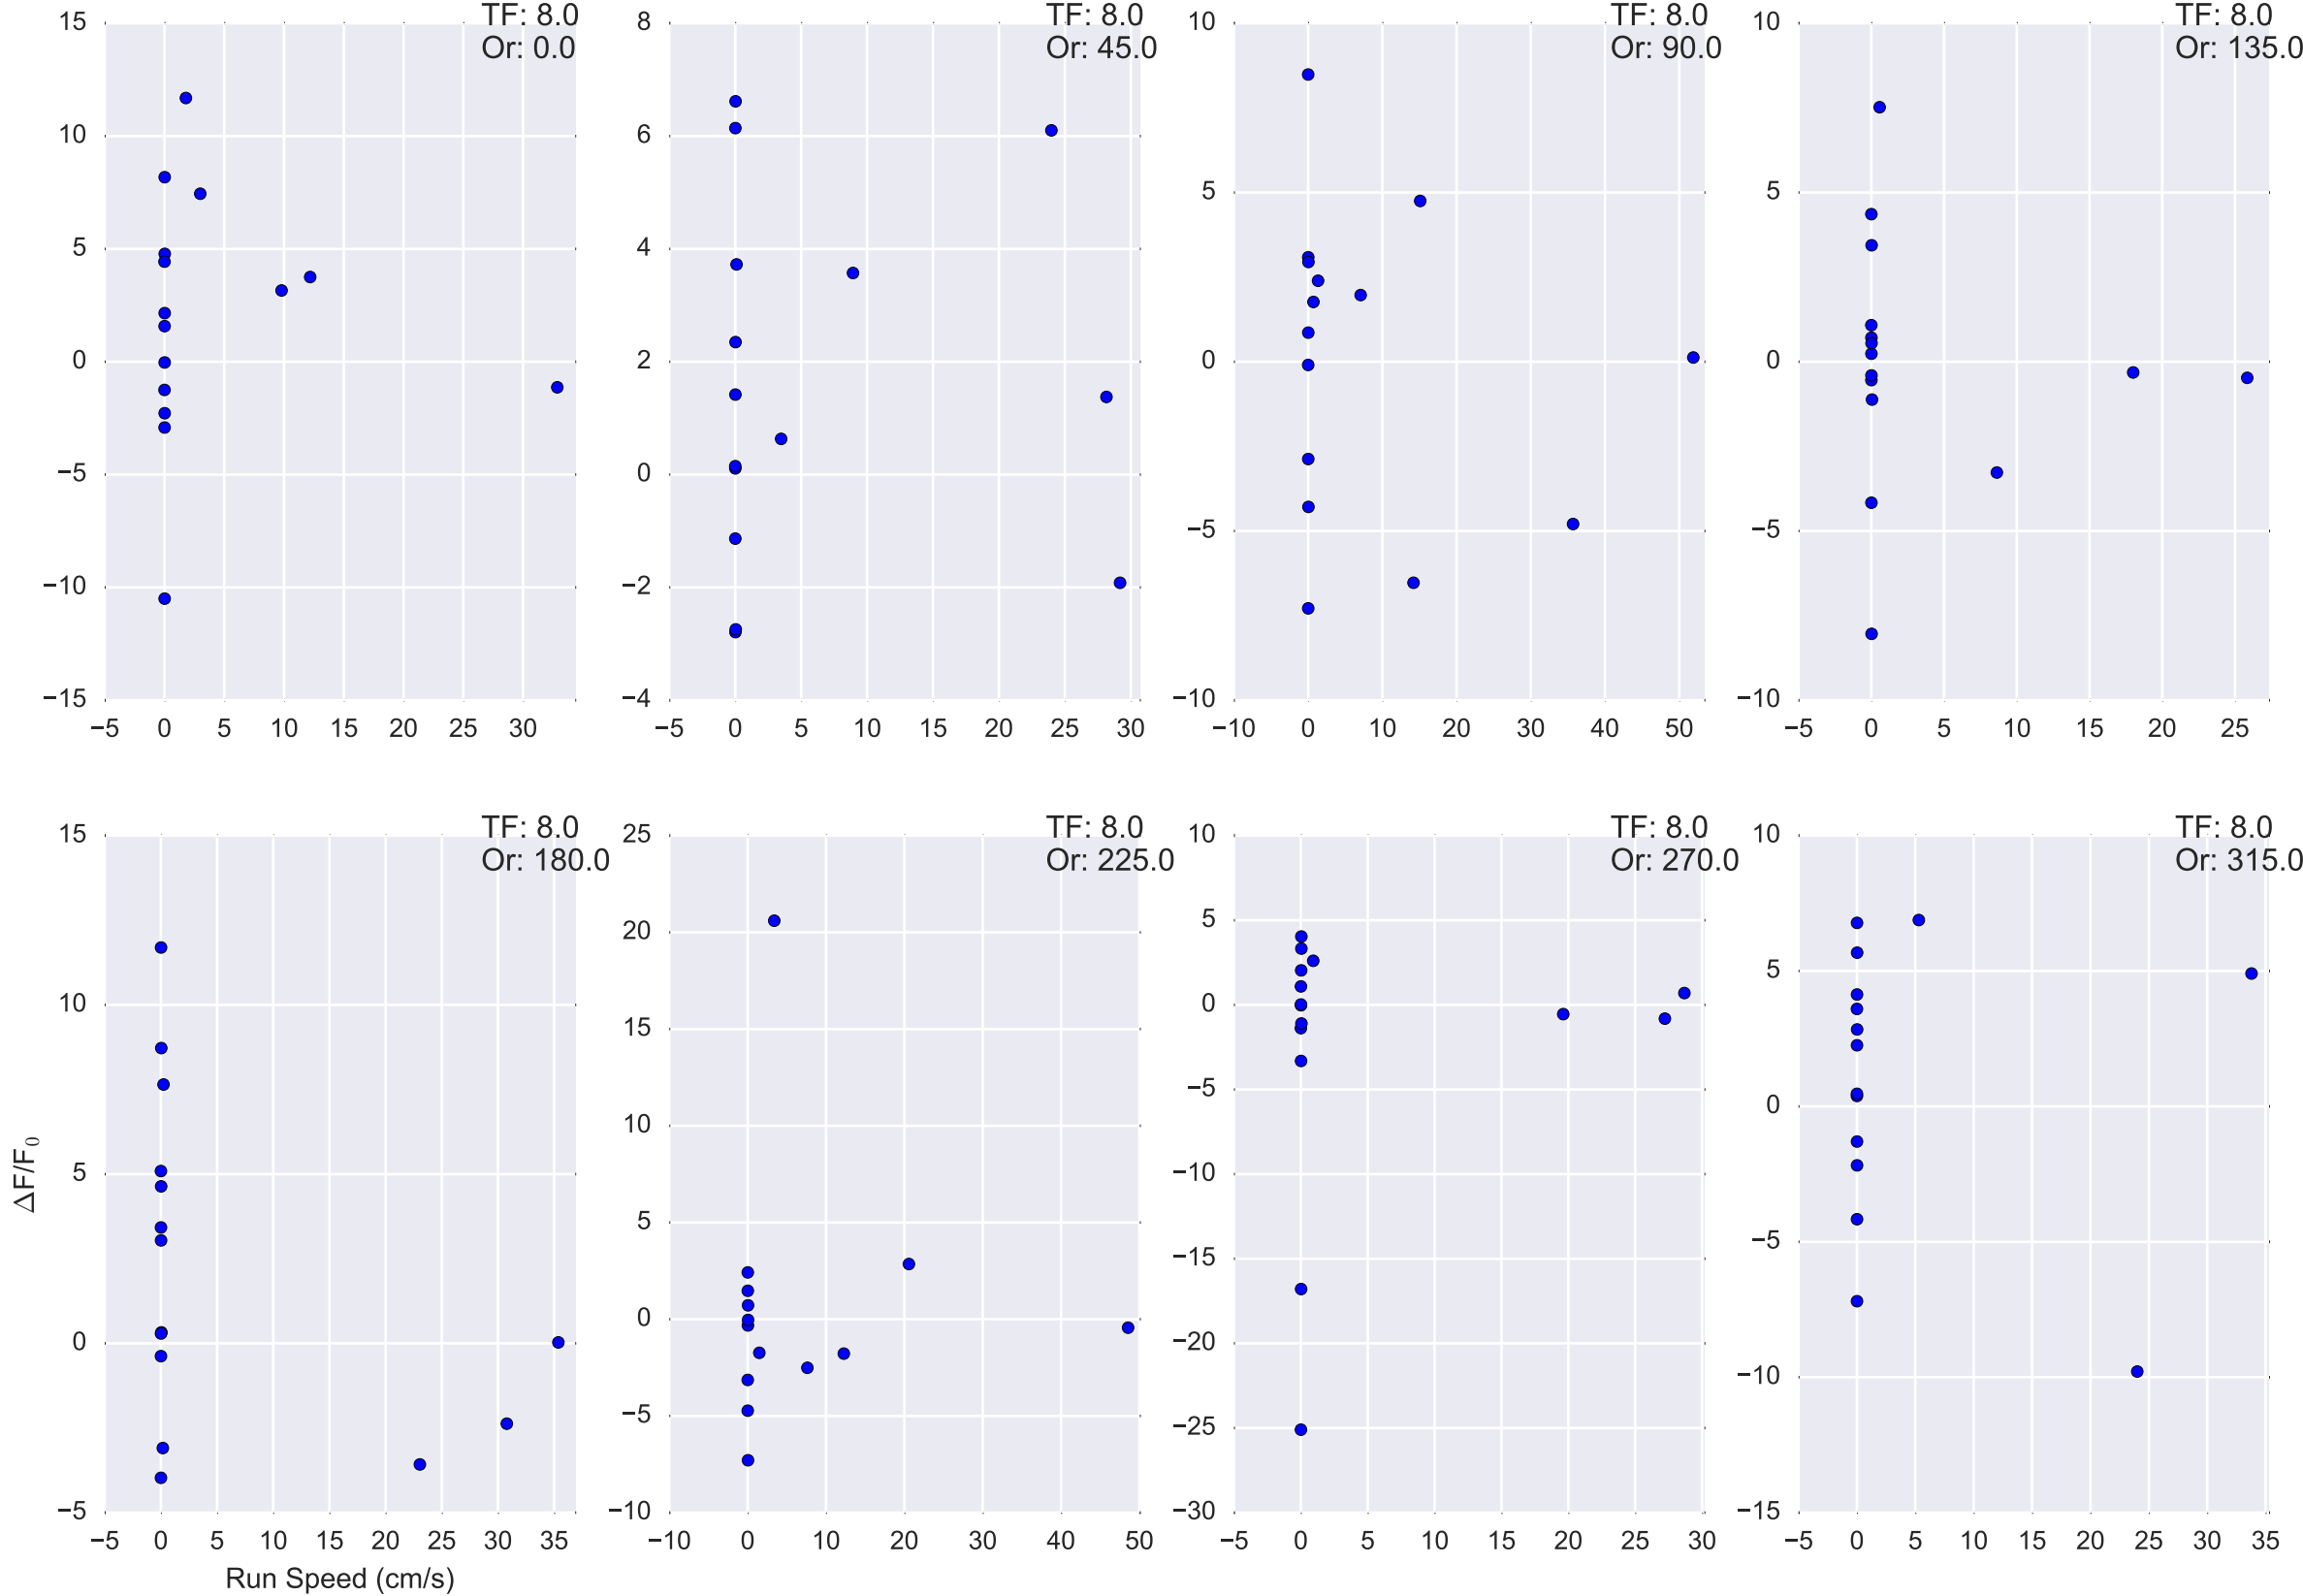 TF: 8.0
Or: 0.0
15
10
5
0
−5
−10
−15
−5 0 5 10 15 20 25 30
TF: 8.0
Or: 45.0
8
6
4
2
0
−2
−4
−5 0 5 10 15 20 25 30
TF: 8.0
Or: 90.0
10
5
0
−5
−10
−10 0 10 20 30 40 50
TF: 8.0
Or: 135.0
10
5
0
−5
−10
−5 0 5 10 15 20 25
TF: 8.0
Or: 180.0
15
10
5
0
−5
ΔF/F₀
−5 0 5 10 15 20 25 30 35
Run Speed (cm/s)
TF: 8.0
Or: 225.0
25
20
15
10
5
0
−5
−10
−10 0 10 20 30 40 50
TF: 8.0
Or: 270.0
10
5
0
−5
−10
−15
−20
−25
−30
−5 0 5 10 15 20 25 30
TF: 8.0
Or: 315.0
10
5
0
−5
−10
−15
−5 0 5 10 15 20 25 30 35